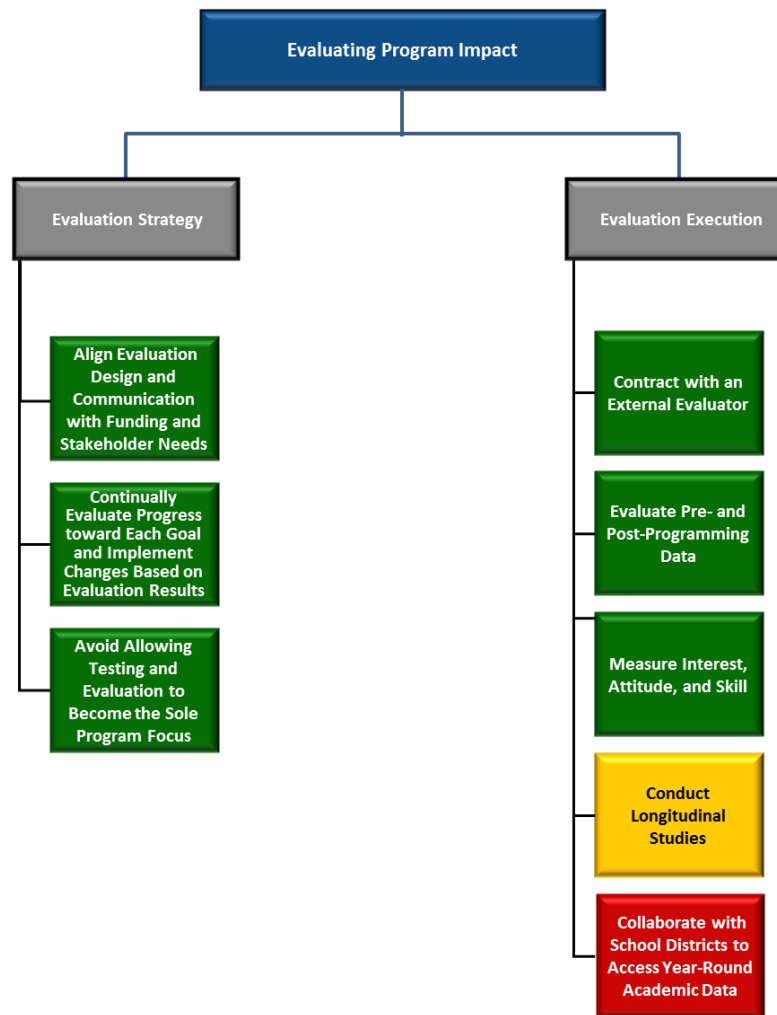 Evaluating Program Impact
Evaluation Strategy
Align Evaluation
Design and
Communication
with Funding and
Stakeholder Needs
Continually
Evaluate Progress
toward Each Goal
and Implement
Changes Based on
Evaluation Results
Avoid Allowing
Testing and
Evaluation to
Become the Sole
Program Focus
Evaluation Execution
Contract with an
External Evaluator
Evaluate Pre- and
Post-Programming
Data
Measure Interest,
Attitude, and Skill
Conduct
Longitudinal
Studies
Collaborate with
School Districts to
Access Year-Round
Academic Data